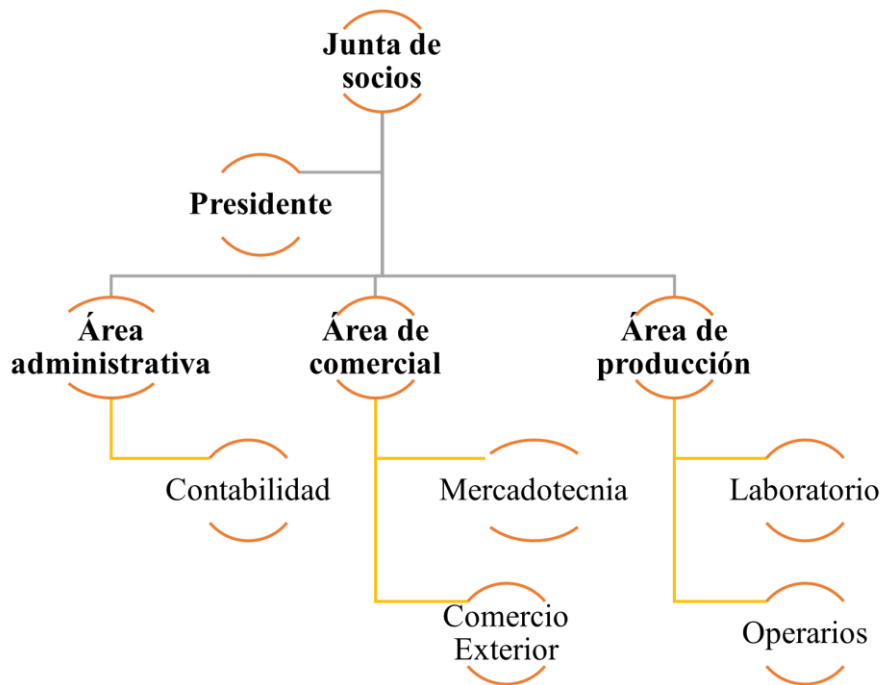 Junta de
socios
Presidente
Área
administrativa
Área de
comercial
Área de
producción
Contabilidad
Mercadotecnia
Laboratorio
Comercio
Exterior
Operarios